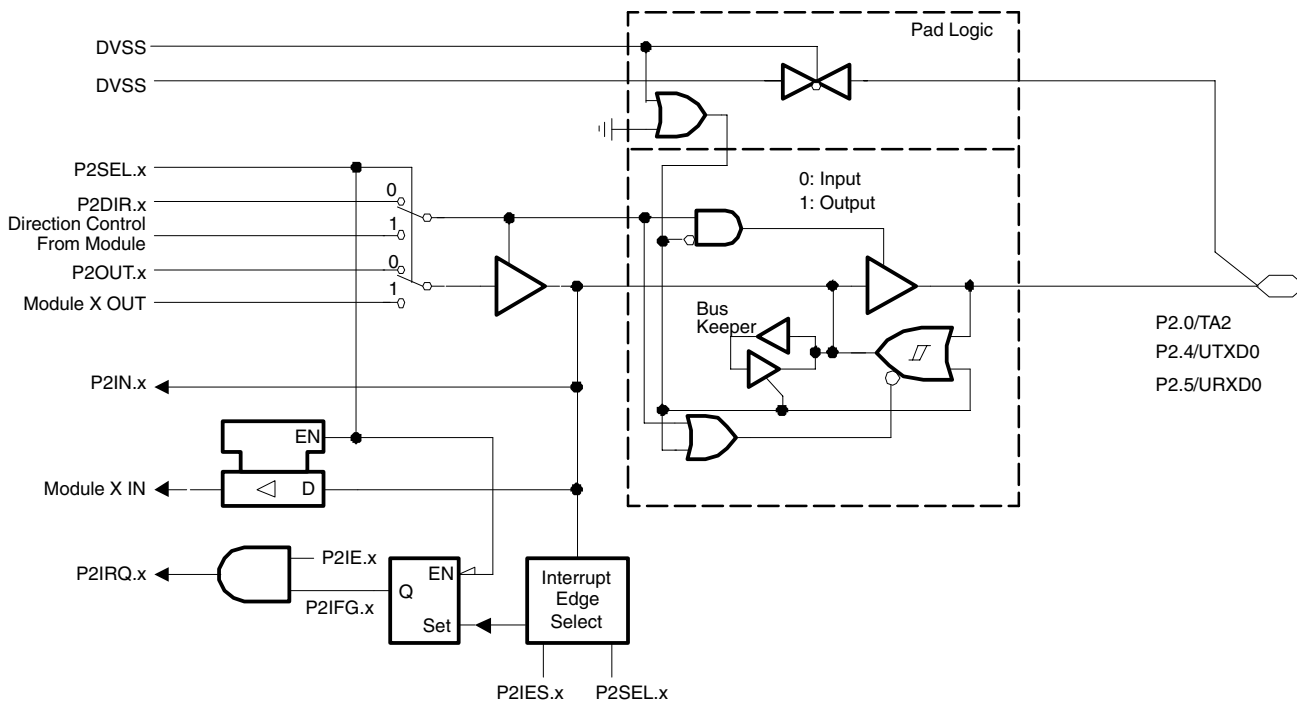 Pad Logic
DVSS
DVSS
P2SEL.x
0
P2DIR.x
Direction Control
From Module
1
0
P2OUT.x
1
Module X OUT
0: Input
1: Output
Bus
Keeper
P2.0/TA2
P2.4/UTXD0
P2.5/URXD0
P2IN.x
EN
Module X IN
D
P2IE.x
P2IRQ.x
P2IFG.x
EN
Q
Set
Interrupt
Edge
Select
P2IES.x
P2SEL.x